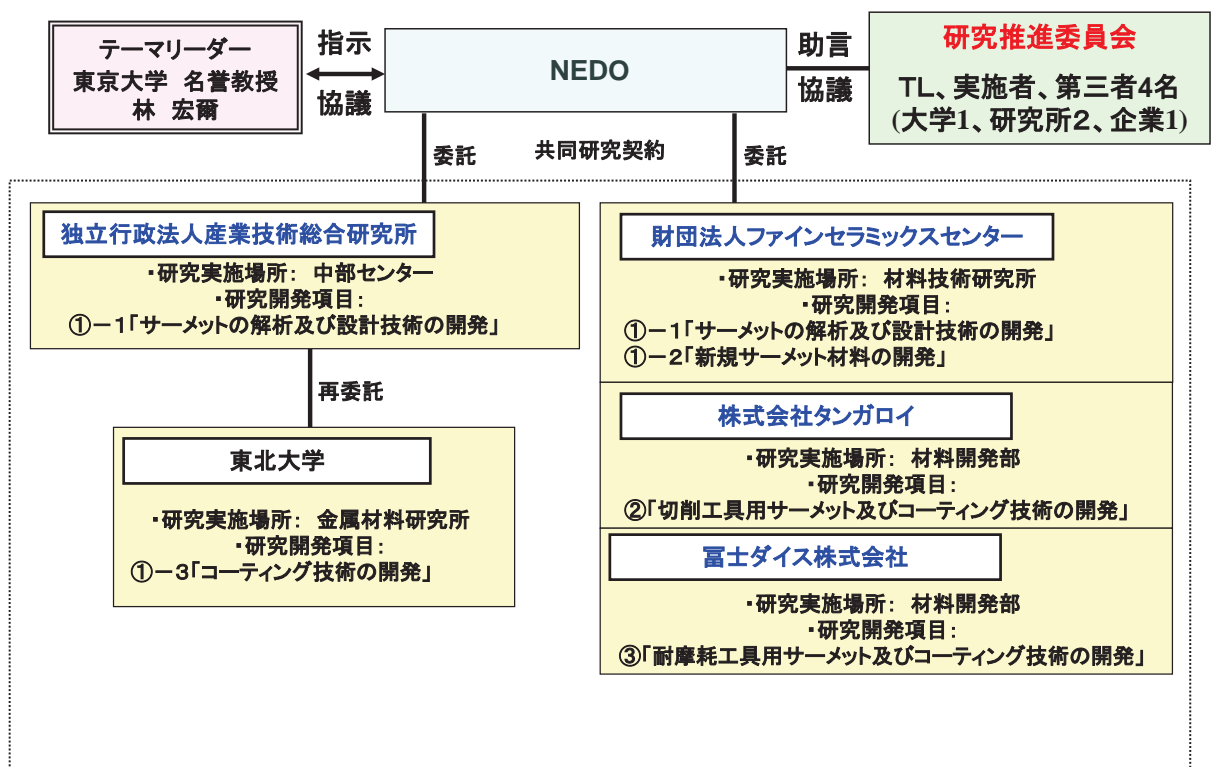 テーマリーダー
東京大学 名誉教授
林 宏爾
指示
協議
NEDO
助言
協議
研究推進委員会
TL、実施者、第三者4名
(大学1、研究所2、企業1)
委託
共同研究契約
委託
独立行政法人産業技術総合研究所
・研究実施場所： 中部センター
・研究開発項目：
①－1「サーメットの解析及び設計技術の開発」
再委託
東北大学
・研究実施場所： 金属材料研究所
・研究開発項目：
①－3「コーティング技術の開発」
財団法人ファインセラミックスセンター
・研究実施場所： 材料技術研究所
・研究開発項目：
①－1「サーメットの解析及び設計技術の開発」
①－2「新規サーメット材料の開発」
株式会社タンガロイ
・研究実施場所： 材料開発部
・研究開発項目：
②「切削工具用サーメット及びコーティング技術の開発」
冨士ダイス株式会社
・研究実施場所： 材料開発部
・研究開発項目：
③「耐摩耗工具用サーメット及びコーティング技術の開発」